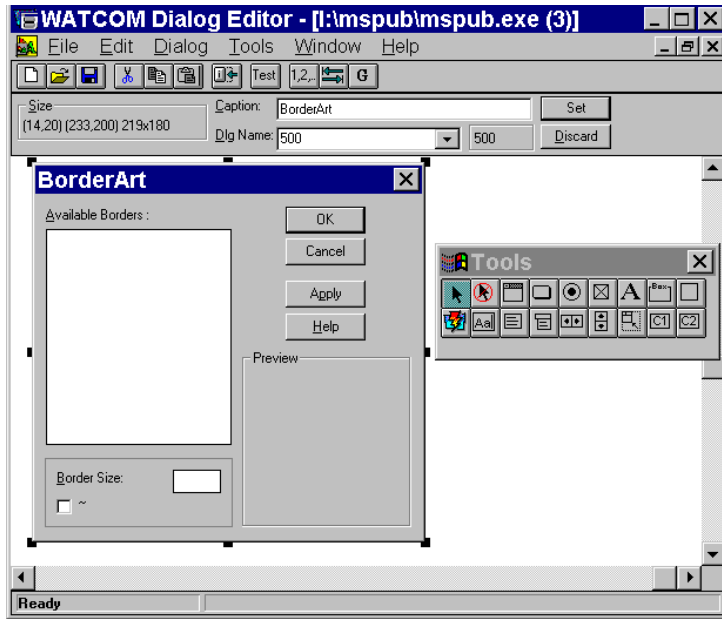 WATCOM Dialog Editor - [I:\mspub\mspub.exe (3)]
File Edit Dialog Tools Window Help
Test 1,2,.. G
Size
(14,20) (233,200) 219x180
Caption: BorderArt Set
Dlg Name: 500 500 Discard
BorderArt
Available Borders :
OK
Cancel
Apply
Help
Preview
Border Size:
~
Tools
A Box
Aa C1 C2
Ready